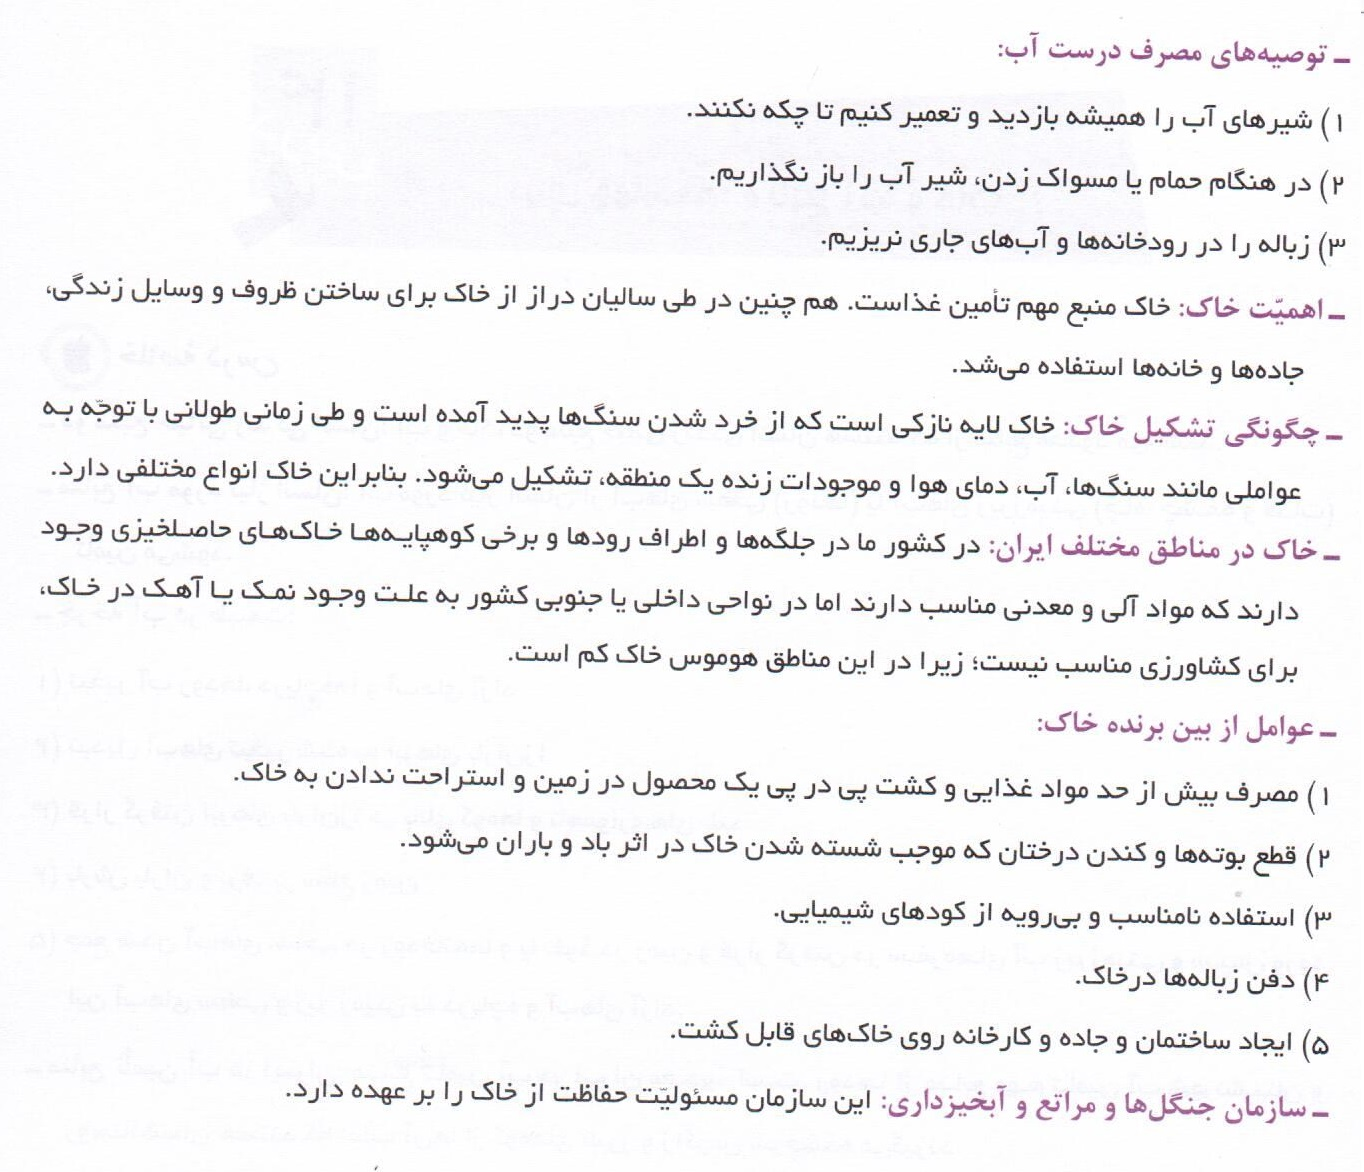 ـ توصیه‌های مصرف درست آب:
۱) شیرهای آب را همیشه بازدید و تعمیر کنیم تا چکه نکنند.
۲) در هنگام حمام یا مسواک زدن، شیر آب را باز نگذاریم.
۳) زباله را در رودخانه‌ها و آب‌های جاری نریزیم.
ـ اهمیّت خاک: خاک منبع مهم تأمین غذاست. هم چنین در طی سالیان دراز از خاک برای ساختن ظروف و وسایل زندگی،
جاده‌ها و خانه‌ها استفاده می‌شد.
ـ چگونگی تشکیل خاک: خاک لایه نازکی است که از خرد شدن سنگ‌ها پدید آمده است و طی زمانی طولانی با توجّه به
عواملی مانند سنگ‌ها، آب، دمای هوا و موجودات زنده یک منطقه، تشکیل می‌شود. بنابراین خاک انواع مختلفی دارد.
ـ خاک در مناطق مختلف ایران: در کشور ما در جلگه‌ها و اطراف رودها و برخی کوهپایه‌ها خاک‌های حاصلخیزی وجود
دارند که مواد آلی و معدنی مناسب دارند اما در نواحی داخلی یا جنوبی کشور به علت وجود نمک یا آهک در خاک،
برای کشاورزی مناسب نیست؛ زیرا در این مناطق هوموس خاک کم است.
ـ عوامل از بین برنده خاک:
۱) مصرف بیش از حد مواد غذایی و کشت پی در پی یک محصول در زمین و استراحت ندادن به خاک.
۲) قطع بوته‌ها و کندن درختان که موجب شسته شدن خاک در اثر باد و باران می‌شود.
۳) استفاده نامناسب و بی‌رویه از کودهای شیمیایی.
۴) دفن زباله‌ها درخاک.
۵) ایجاد ساختمان و جاده و کارخانه روی خاک‌های قابل کشت.
ـ سازمان جنگل‌ها و مراتع و آبخیزداری: این سازمان مسئولیّت حفاظت از خاک را بر عهده دارد.